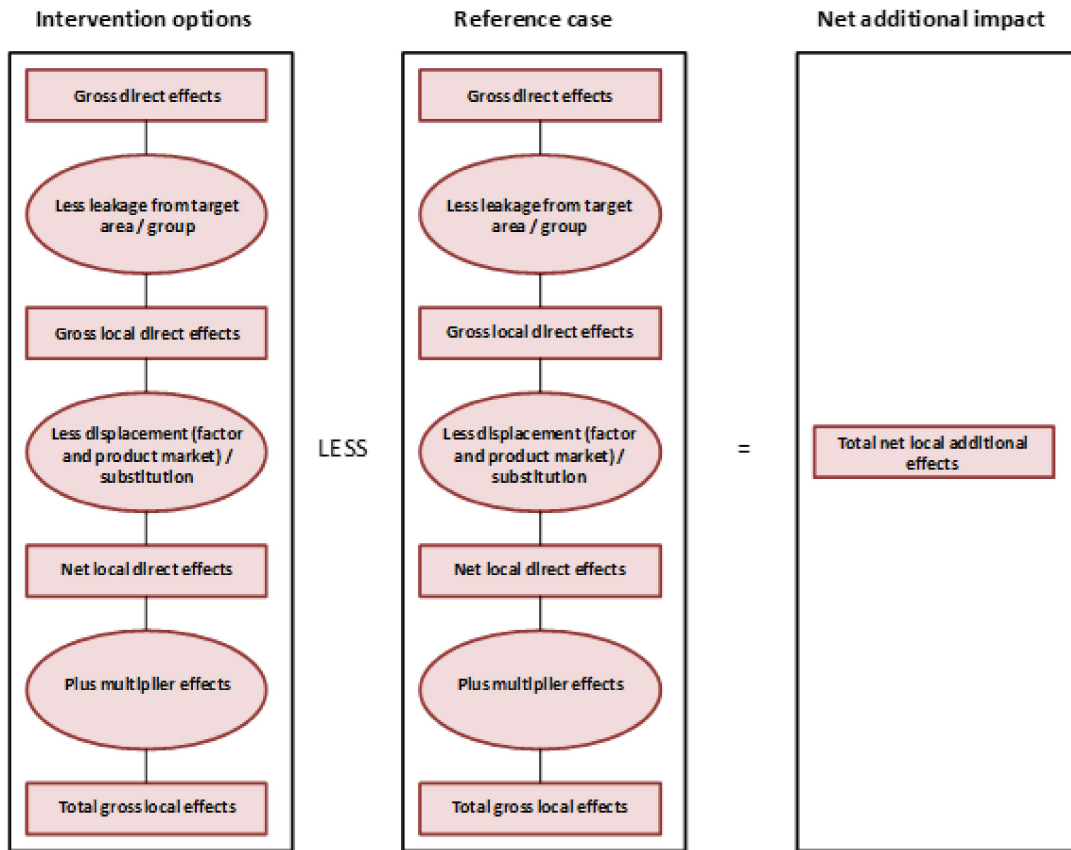 Intervention options
Gross direct effects
Less leakage from target
area / group
Gross local direct effects
Less displacement (factor
and product market) /
substitution
Net local direct effects
Plus multiplier effects
Total gross local effects
LESS
Reference case
Gross direct effects
Less leakage from target
area / group
Gross local direct effects
Less displacement (factor
and product market) /
substitution
Net local direct effects
Plus multiplier effects
Total gross local effects
=
Net additional impact
Total net local additional
effects